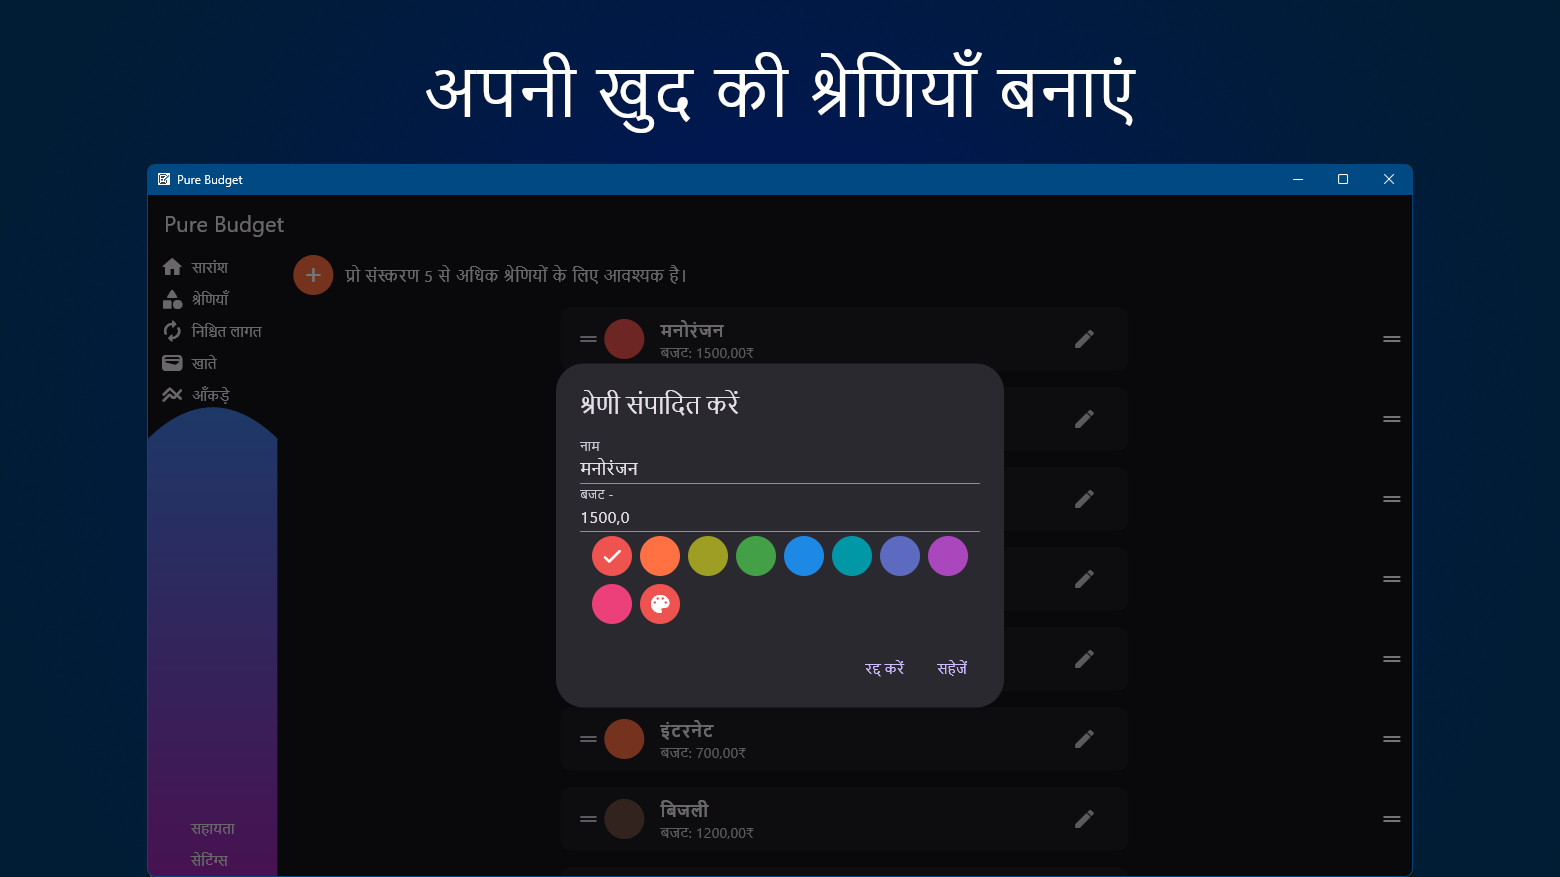 अपनी खुद की श्रेणियाँ बनाएं
Pure Budget
Pure Budget
सारांश
श्रेणियाँ
निश्चित लागत
खाते
आँकड़े
सहायता
सेटिंग्स
प्रो संस्करण 5 से अधिक श्रेणियों के लिए आवश्यक है।
मनोरंजन
बजट: 1500,00₹
श्रेणी संपादित करें
नाम
मनोरंजन
बजट -
1500,0
रद्द करें
सहेजें
इंटरनेट
बजट: 700,00₹
बिजली
बजट: 1200,00₹